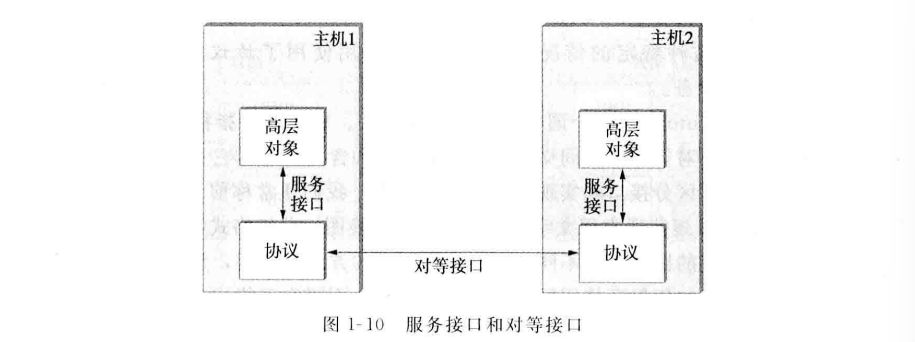 主机1
主机2
高层
对象
高层
对象
服务
接口
服务
接口
协议
协议
对等接口
图 1-10 服务接口和对等接口